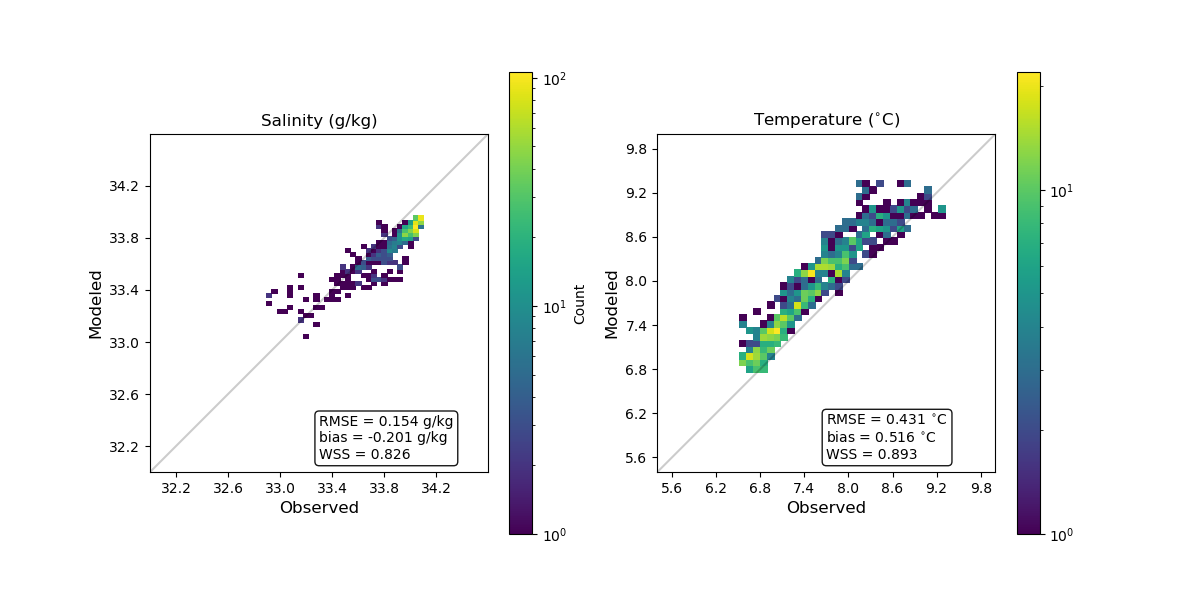 Salinity (g/kg)
Modeled
34.2
33.8
33.4
33.0
32.6
32.2
RMSE = 0.154 g/kg
bias = -0.201 g/kg
WSS = 0.826
32.2 32.6 33.0 33.4 33.8 34.2
Observed
10²
10¹
10⁰
Count
Temperature (˚C)
Modeled
9.8
9.2
8.6
8.0
7.4
6.8
6.2
5.6
RMSE = 0.431 ˚C
bias = 0.516 ˚C
WSS = 0.893
5.6 6.2 6.8 7.4 8.0 8.6 9.2 9.8
Observed
10¹
10⁰